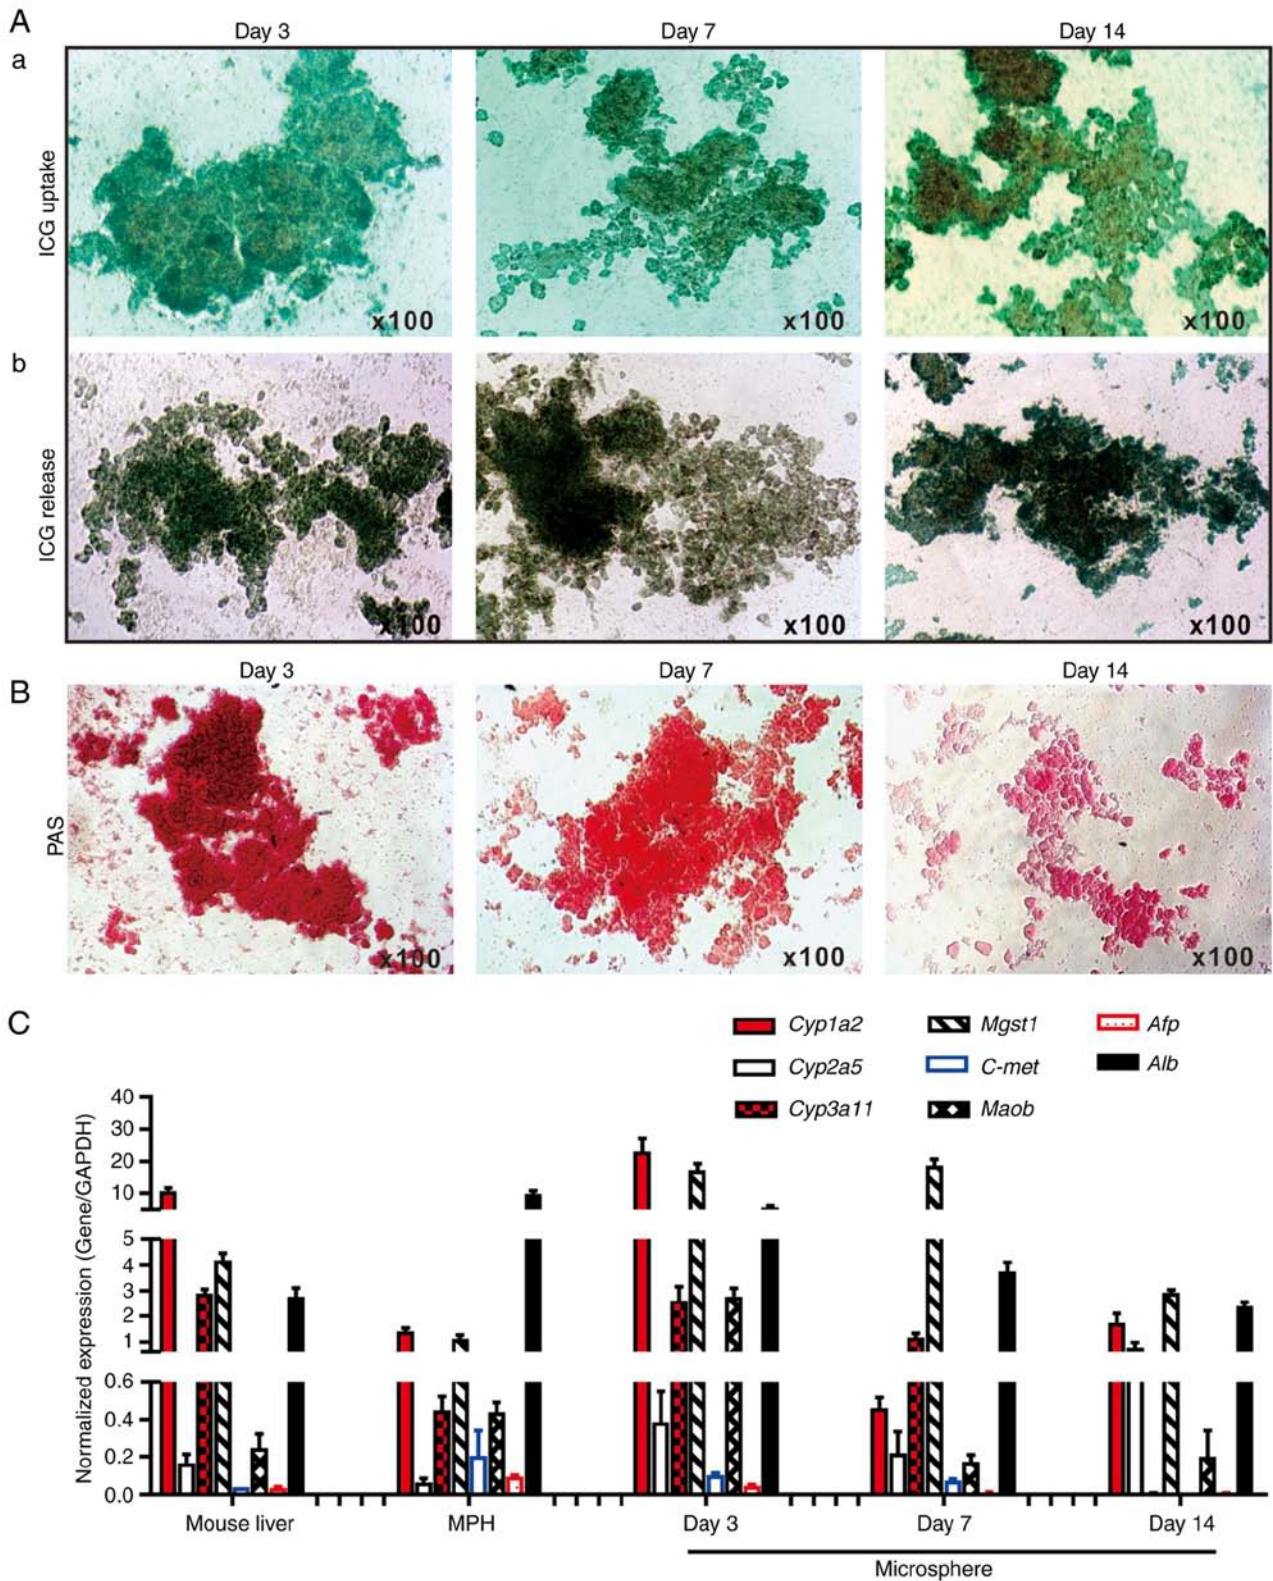 A
Day 3 Day 7 Day 14
a
ICG uptake
x100 x100 x100
b
ICG release
x100 x100 x100
Day 3 Day 7 Day 14
B
PAS
x100 x100 x100
C
Cyp1a2 Mgst1 Afp
Cyp2a5 C-met Alb
Cyp3a11 Maob
Normalized expression (Gene/GAPDH)
40
30
20
10
5
4
3
2
1
0.6
0.4
0.2
0.0
Mouse liver MPH Day 3 Day 7 Day 14
Microsphere